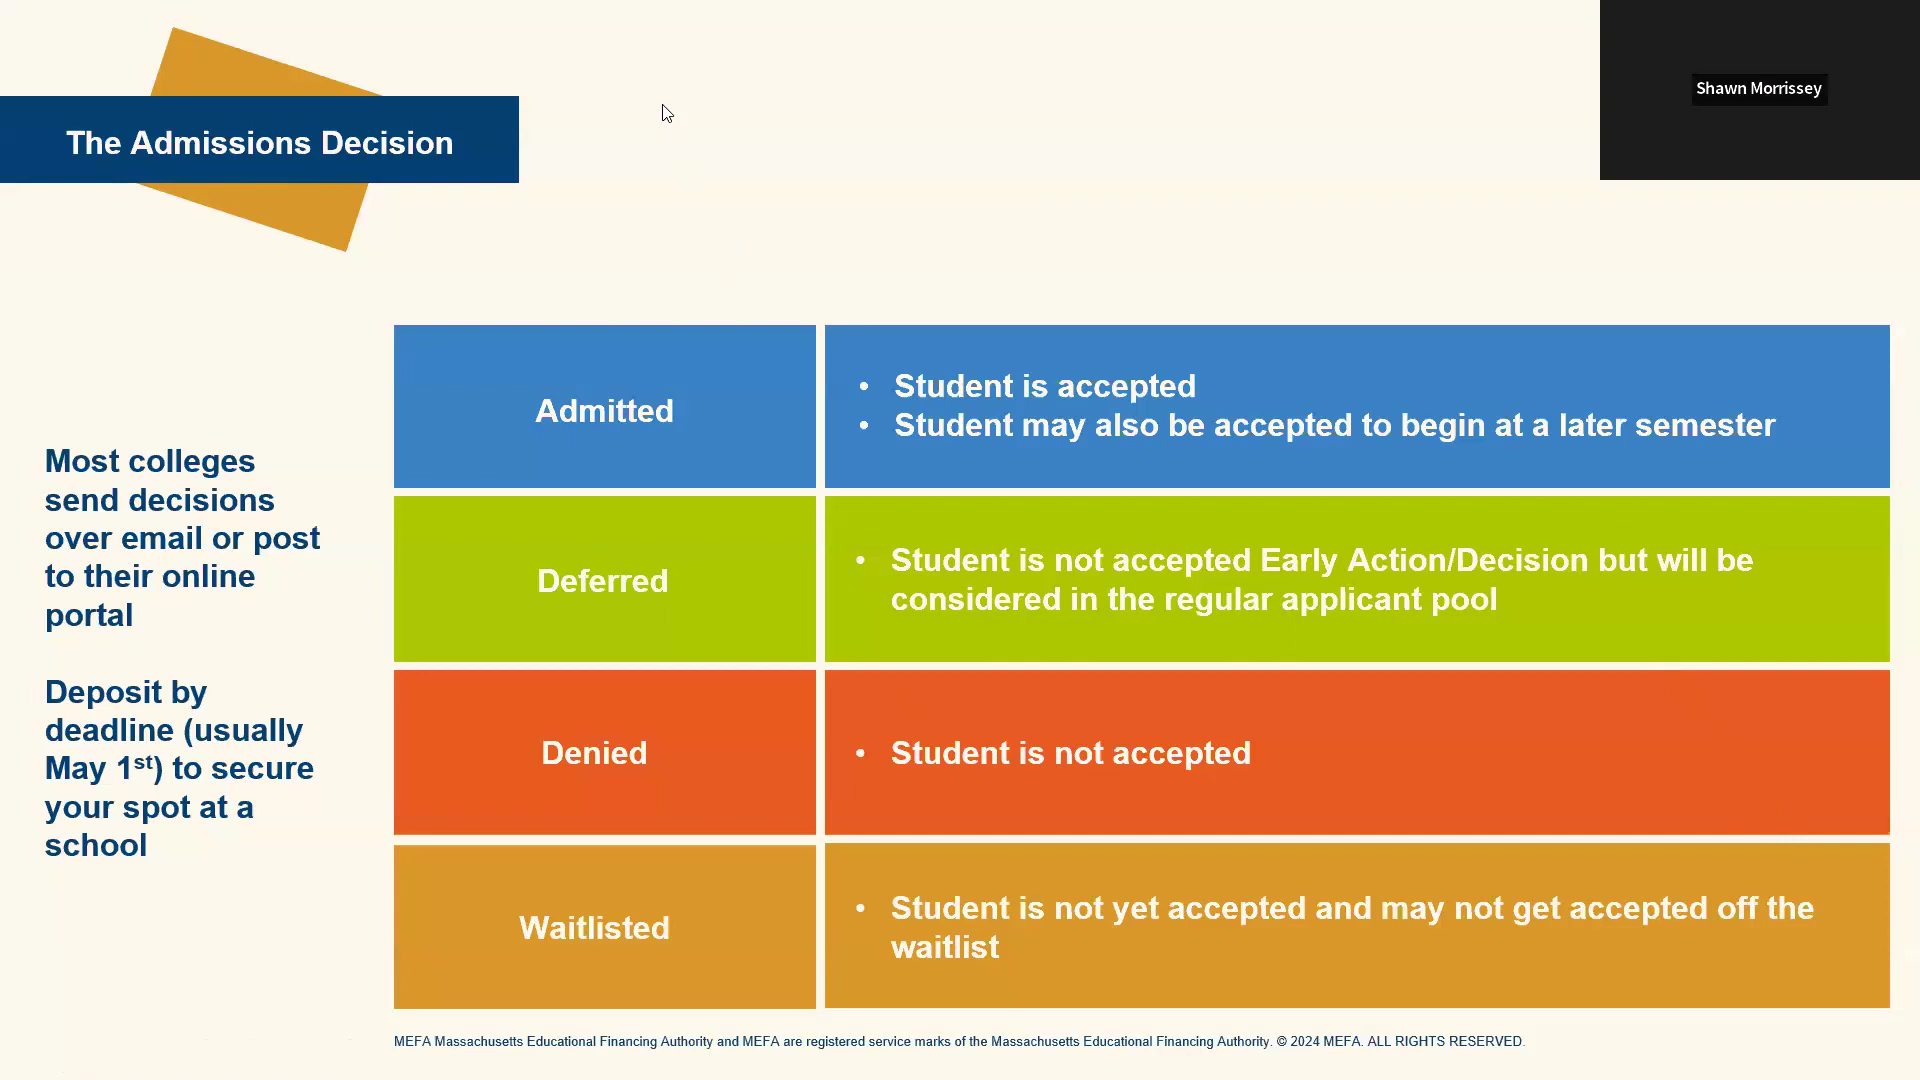 Shawn Morrissey
The Admissions Decision
Most colleges
send decisions
over email or post
to their online
portal
Deposit by
deadline (usually
May 1st) to secure
your spot at a
school
Admitted
• Student is accepted
• Student may also be accepted to begin at a later semester
Deferred
• Student is not accepted Early Action/Decision but will be
considered in the regular applicant pool
Denied
• Student is not accepted
Waitlisted
• Student is not yet accepted and may not get accepted off the
waitlist
MEFA Massachusetts Educational Financing Authority and MEFA are registered service marks of the Massachusetts Educational Financing Authority. © 2024 MEFA. ALL RIGHTS RESERVED.